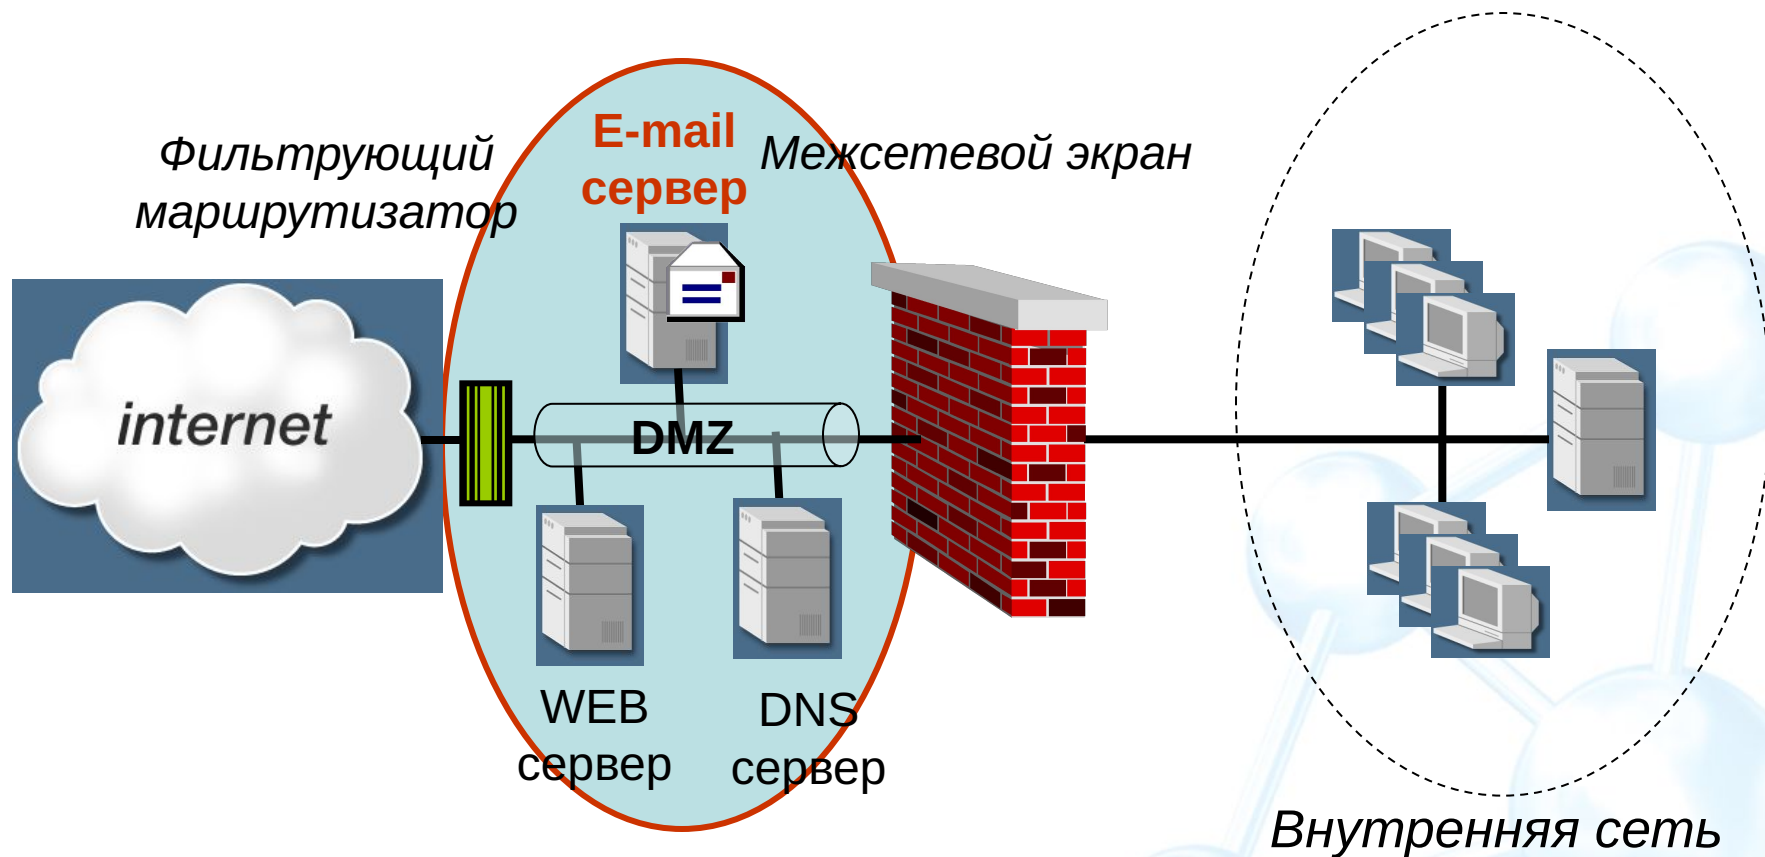 Фильтрующий
маршрутизатор
E-mail
сервер
Межсетевой экран
internet
DMZ
WEB
сервер
DNS
сервер
Внутренняя сеть